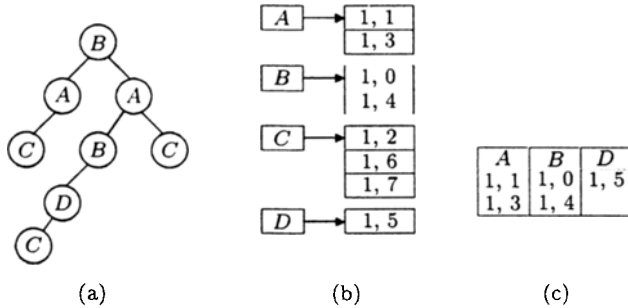 B
A A
C B C
D
C
(a)
A 1, 1
1, 3
B 1, 0
1, 4
C 1, 2
1, 6
1, 7
D 1, 5
(b)
A B D
1, 1 1, 0 1, 5
1, 3 1, 4
(c)